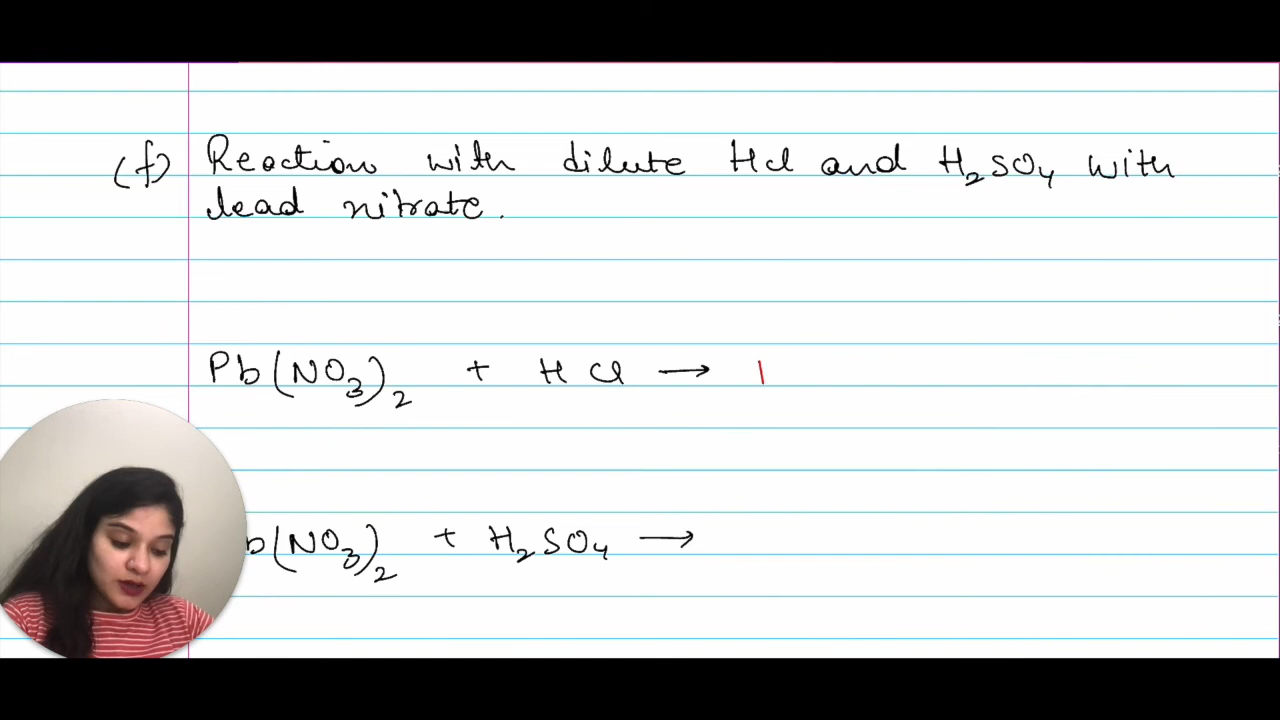 (f) Reaction with dilute HCl and H₂SO₄ with
lead nitrate.
Pb(NO₃)₂ + HCl →
b(NO₃)₂ + H₂SO₄ →